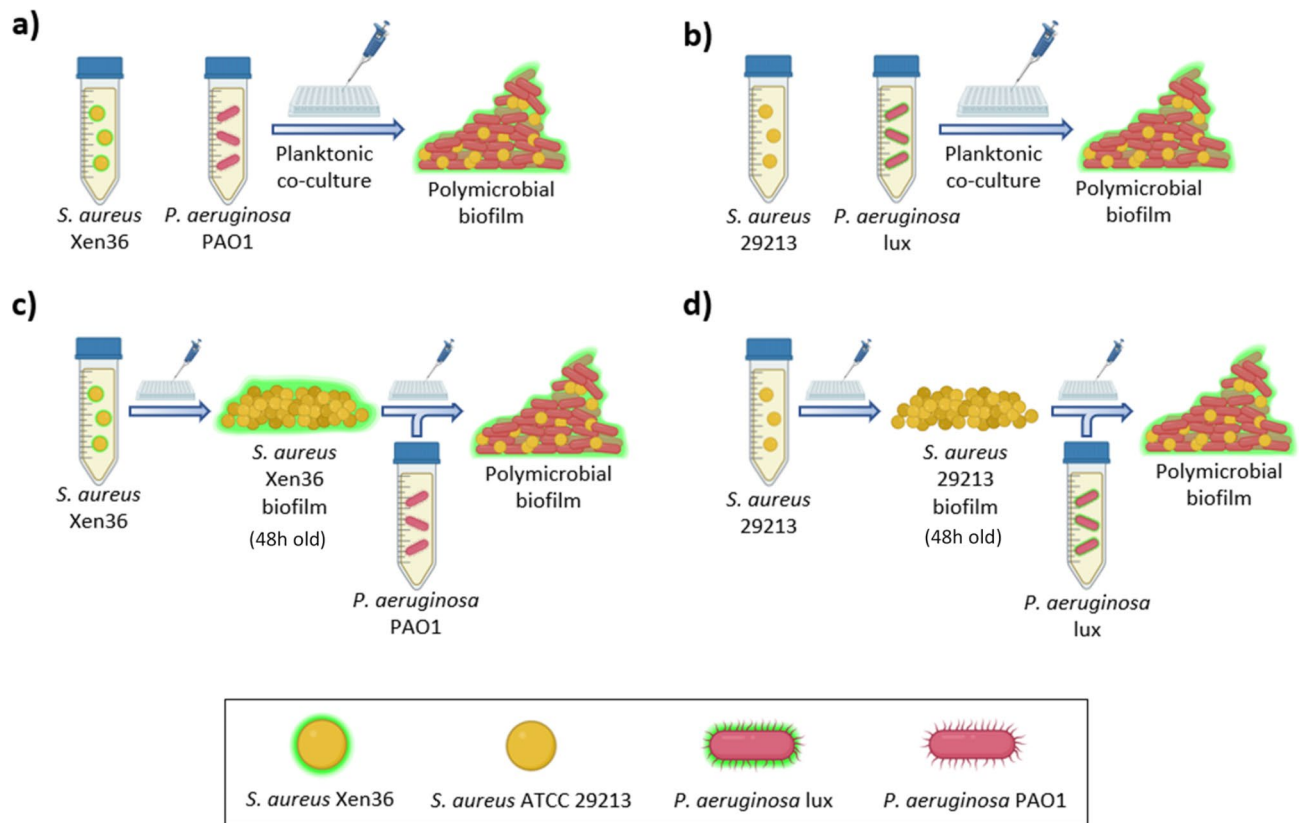 a)
S. aureus
Xen36
P. aeruginosa
PAO1
Planktonic
co-culture
Polymicrobial
biofilm
b)
S. aureus
29213
P. aeruginosa
lux
Planktonic
co-culture
Polymicrobial
biofilm
c)
S. aureus
Xen36
S. aureus
Xen36
biofilm
(48h old)
P. aeruginosa
PAO1
Polymicrobial
biofilm
d)
S. aureus
29213
S. aureus
29213
biofilm
(48h old)
P. aeruginosa
lux
Polymicrobial
biofilm
S. aureus Xen36
S. aureus ATCC 29213
P. aeruginosa lux
P. aeruginosa PAO1